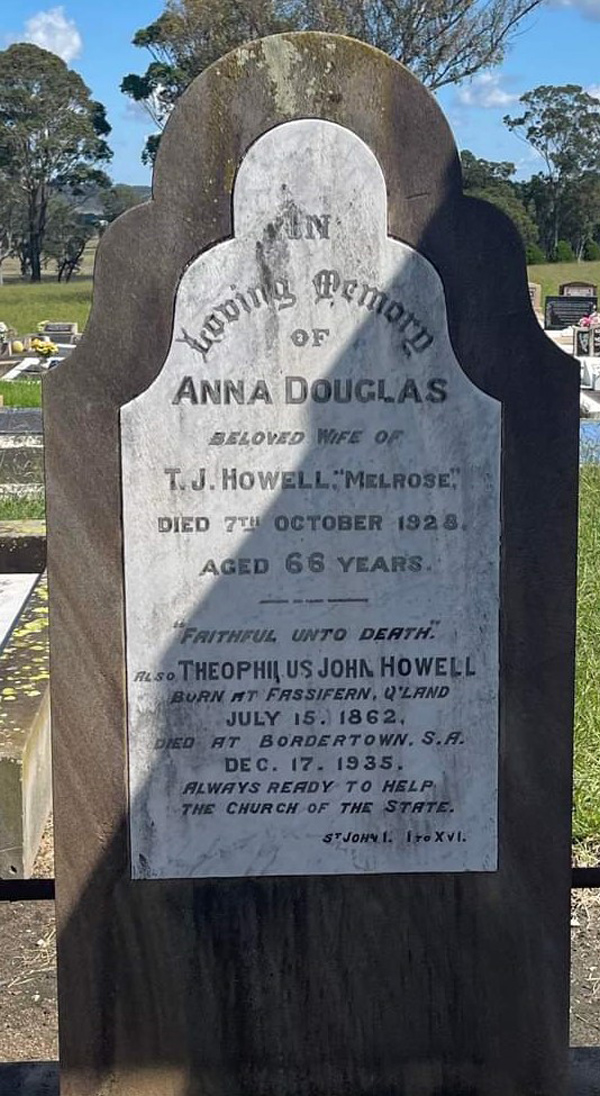 IN
Loving Memory
OF
ANNA DOUGLAS
BELOVED WIFE OF
T. J. HOWELL, "MELROSE",
DIED 7TH OCTOBER 1928,
AGED 66 YEARS.
"FAITHFUL UNTO DEATH."
ALSO THEOPHILUS JOHN HOWELL
BORN AT FASSIFERN, Q'LAND
JULY 15. 1862,
DIED AT BORDERTOWN. S.A.
DEC. 17. 1935.
ALWAYS READY TO HELP
THE CHURCH OF THE STATE.
ST JOHN 1. 1 TO XVI.